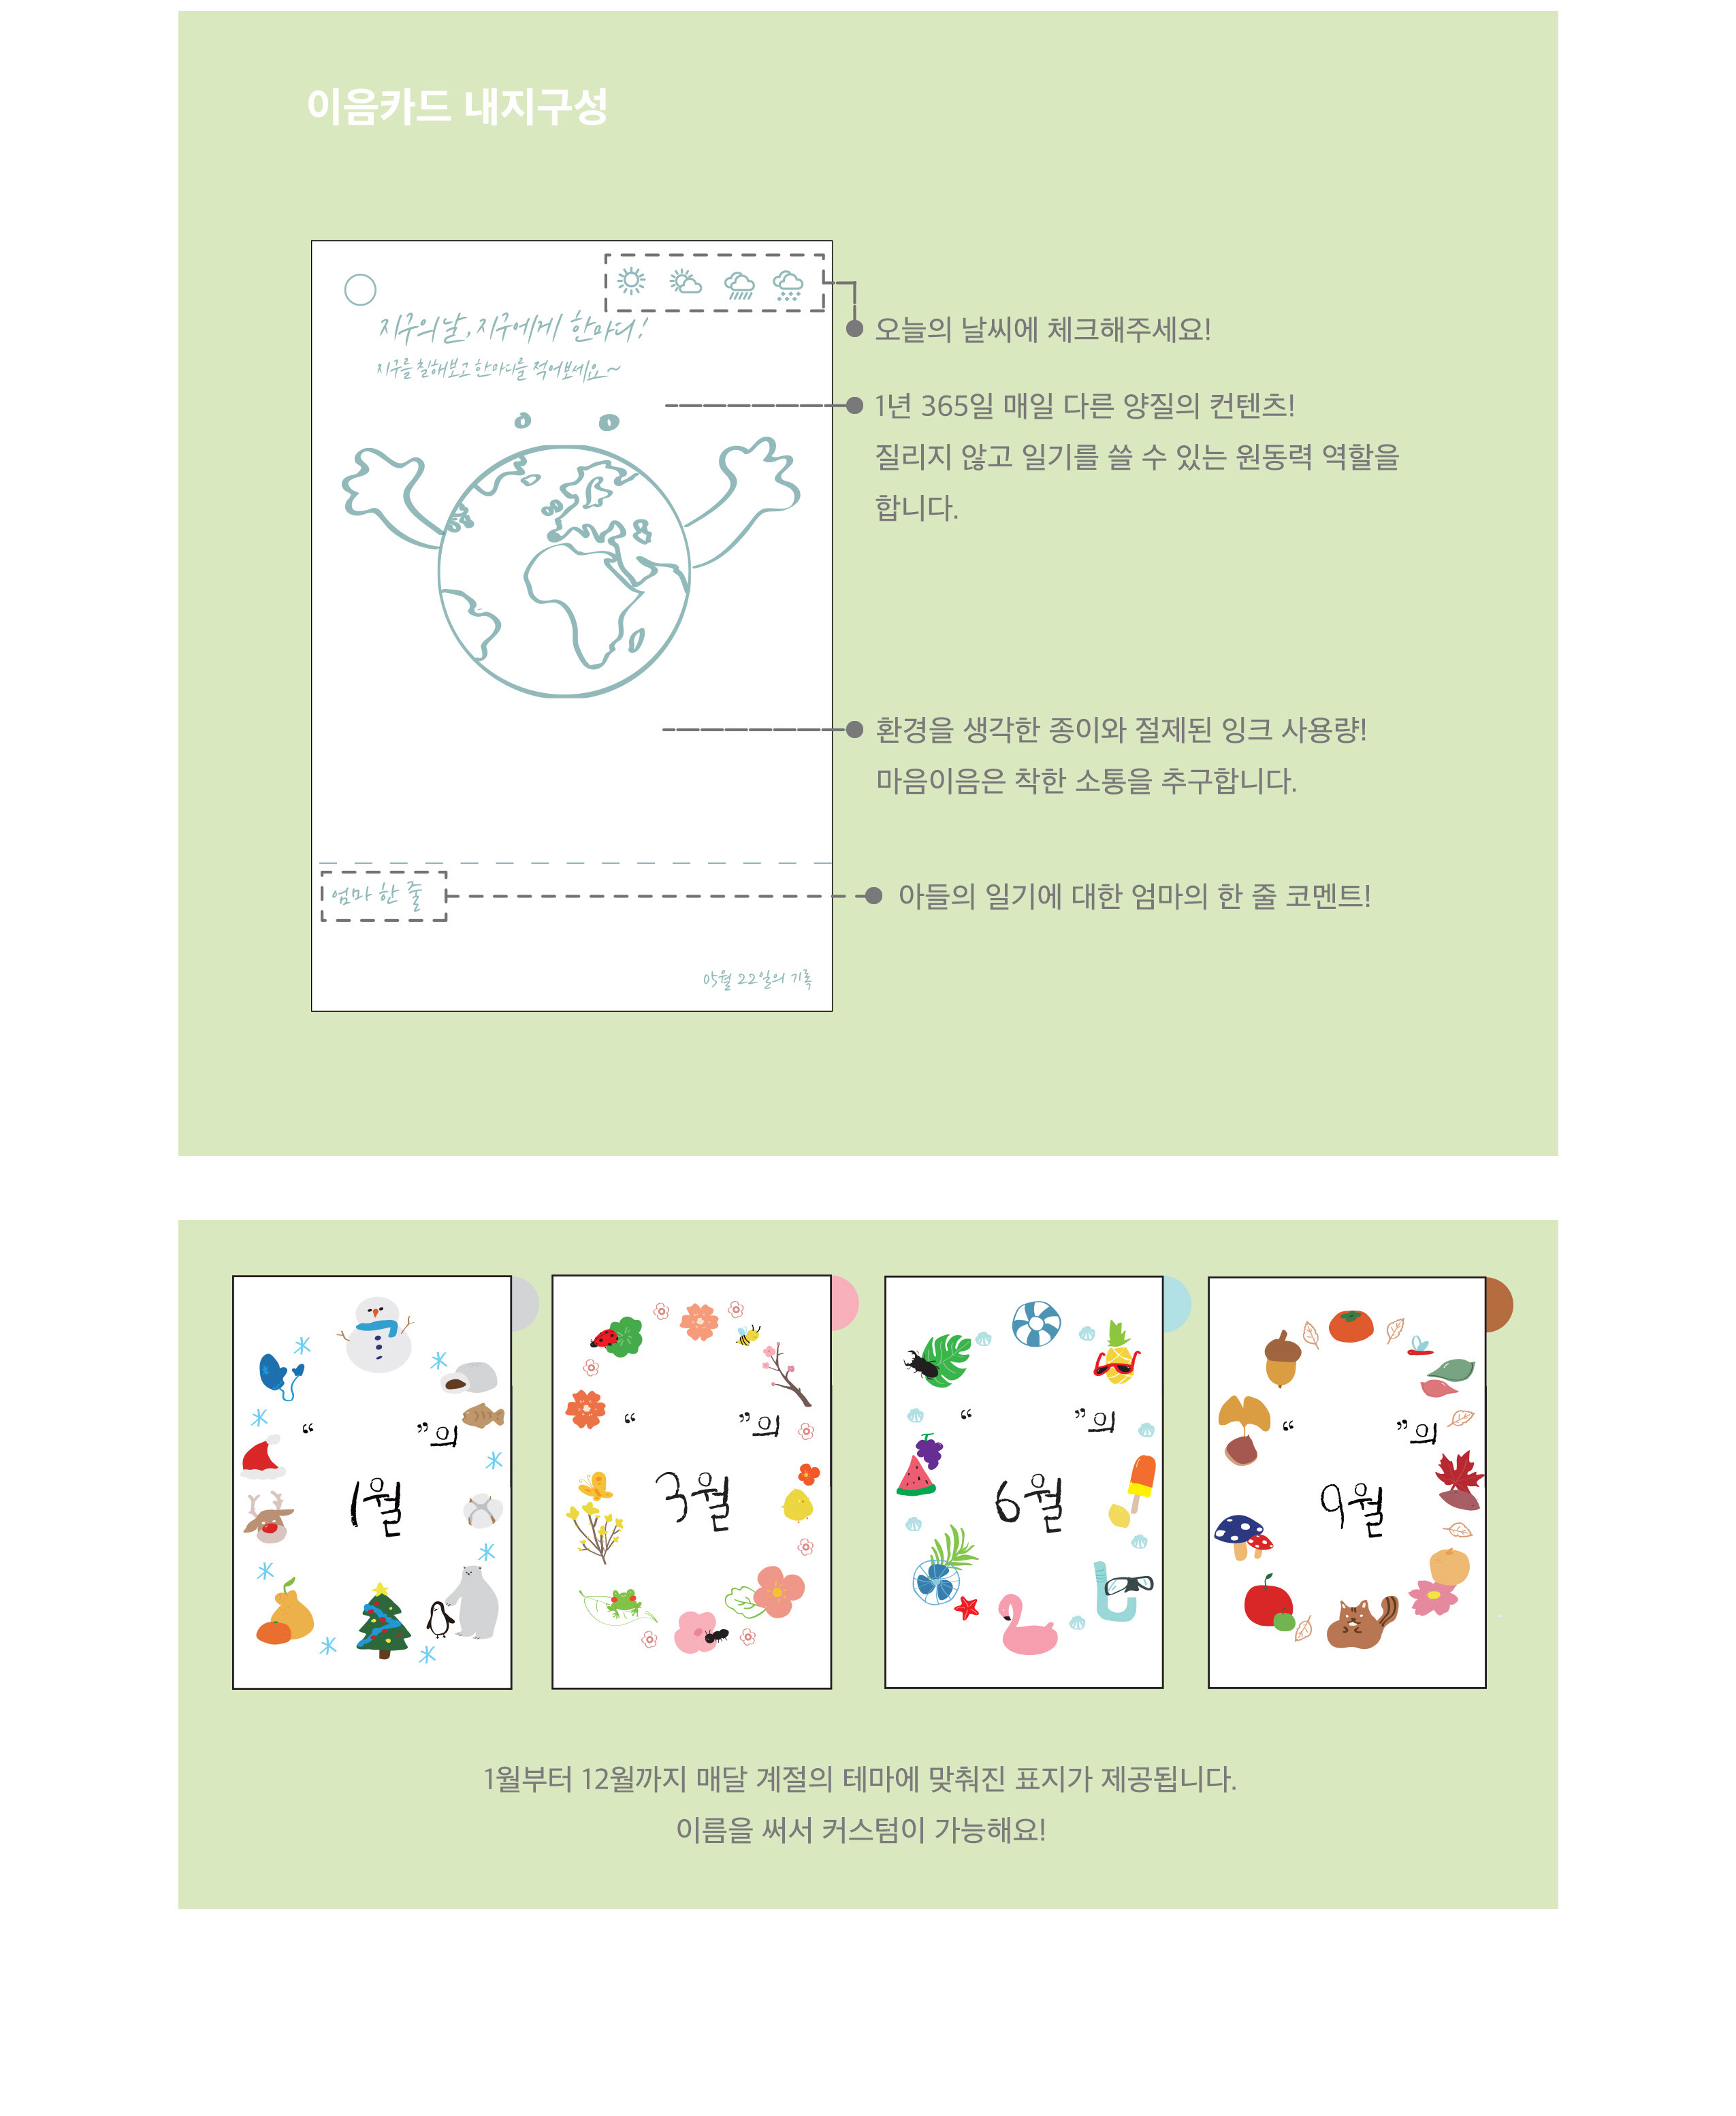 이음카드 내지구성
지구의날, 지구에게 한마디!
지구를 칠해보고 한마디를 적어보세요~
오늘의 날씨에 체크해주세요!
1년 365일 매일 다른 양질의 컨텐츠!
질리지 않고 일기를 쓸 수 있는 원동력 역할을
합니다.
환경을 생각한 종이와 절제된 잉크 사용량!
마음이음은 착한 소통을 추구합니다.
엄마 한 줄
아들의 일기에 대한 엄마의 한 줄 코멘트!
05월 22일의 기록
“ ”의
1월
“ ”의
3월
“ ”의
6월
“ ”의
9월
1월부터 12월까지 매달 계절의 테마에 맞춰진 표지가 제공됩니다.
이름을 써서 커스텀이 가능해요!